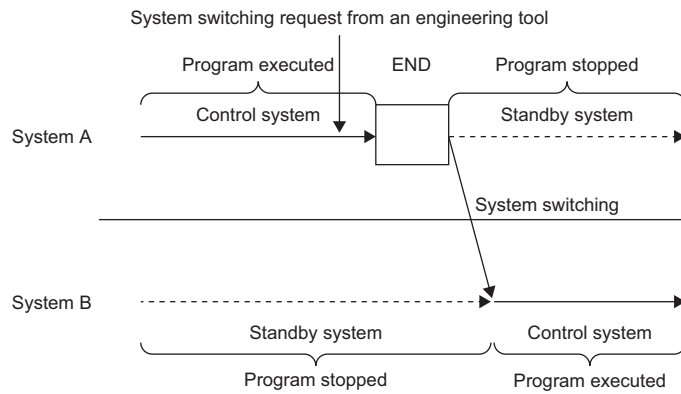 System switching request from an engineering tool
Program executed
END
Program stopped
Control system
Standby system
System A
System switching
System B
Standby system
Control system
Program stopped
Program executed